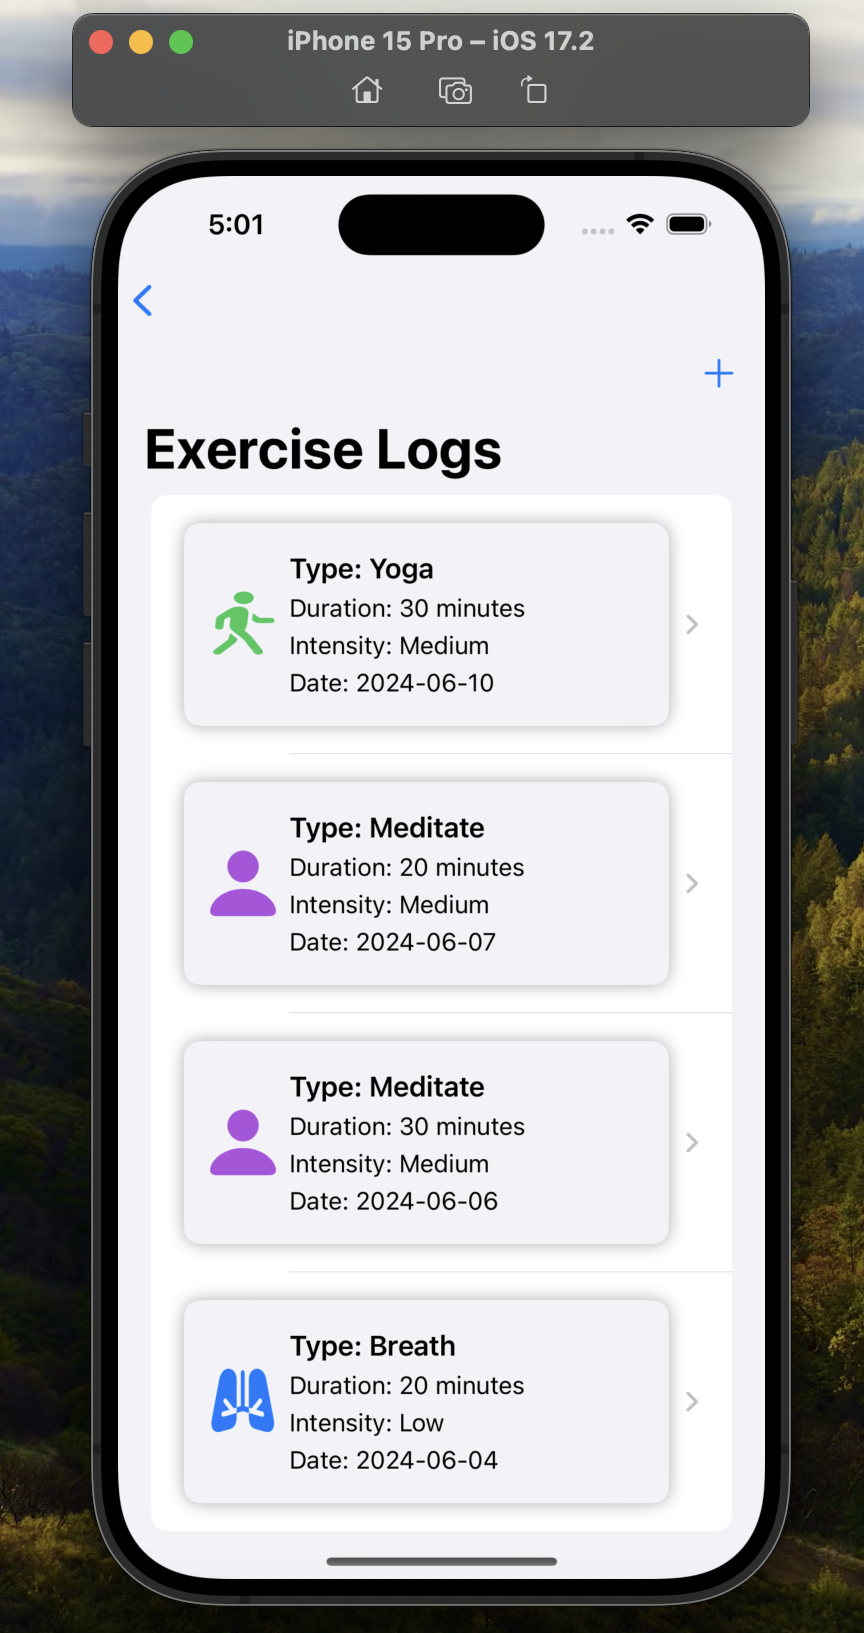 iPhone 15 Pro – iOS 17.2
5:01
Exercise Logs
Type: Yoga
Duration: 30 minutes
Intensity: Medium
Date: 2024-06-10
Type: Meditate
Duration: 20 minutes
Intensity: Medium
Date: 2024-06-07
Type: Meditate
Duration: 30 minutes
Intensity: Medium
Date: 2024-06-06
Type: Breath
Duration: 20 minutes
Intensity: Low
Date: 2024-06-04